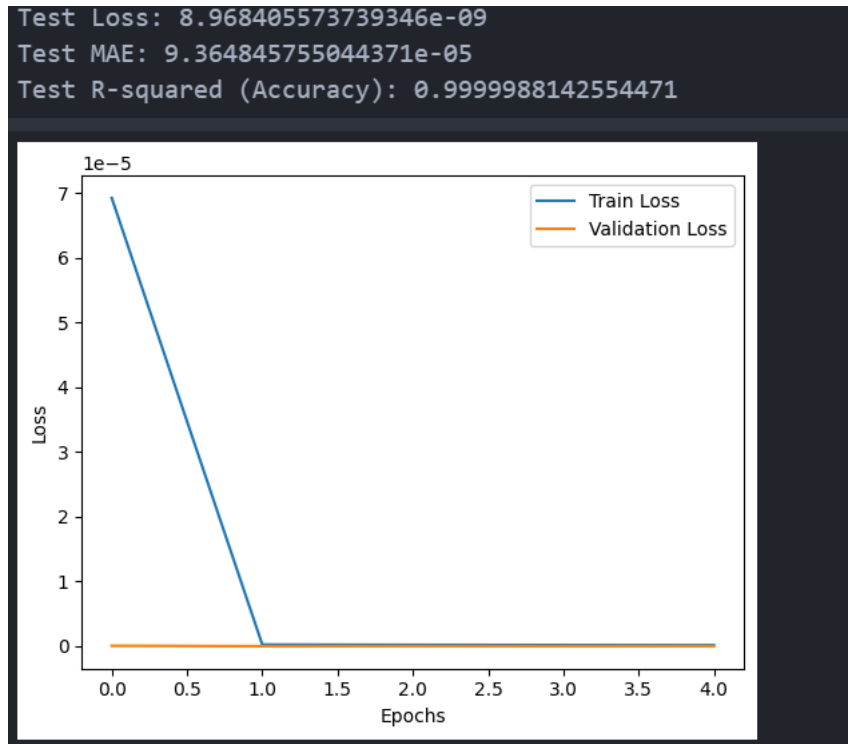 Test Loss: 8.968405573739346e-09
Test MAE: 9.364845755044371e-05
Test R-squared (Accuracy): 0.9999988142554471
1e−5
Train Loss
Validation Loss
7
6
5
4
3
2
1
0
Loss
0.0 0.5 1.0 1.5 2.0 2.5 3.0 3.5 4.0
Epochs